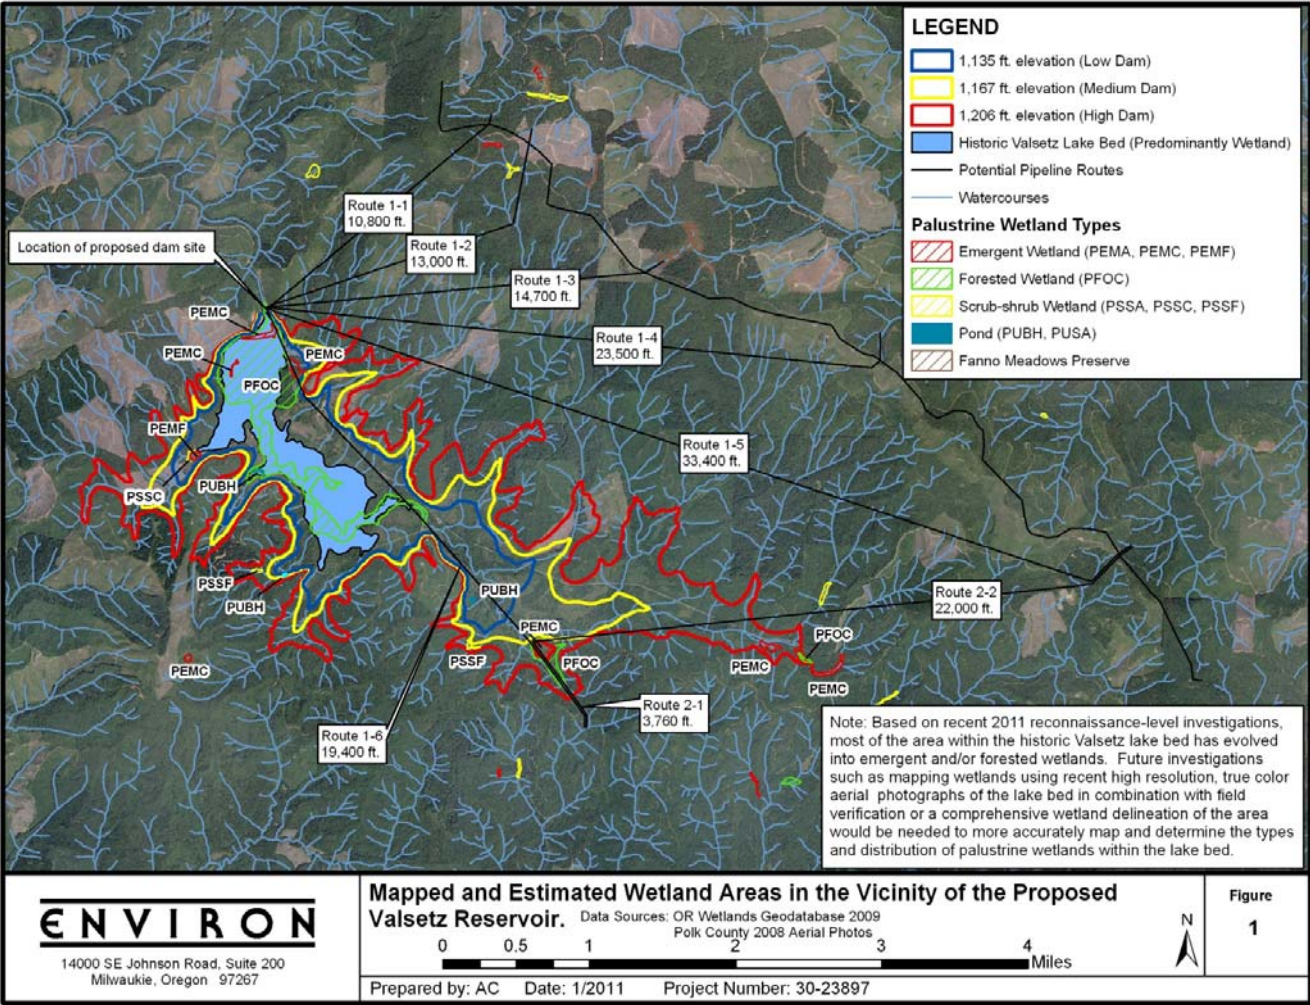 LEGEND
1,135 ft. elevation (Low Dam)
1,167 ft. elevation (Medium Dam)
1,206 ft. elevation (High Dam)
Historic Valsetz Lake Bed (Predominantly Wetland)
Potential Pipeline Routes
Watercourses
Palustrine Wetland Types
Emergent Wetland (PEMA, PEMC, PEMF)
Forested Wetland (PFOC)
Scrub-shrub Wetland (PSSA, PSSC, PSSF)
Pond (PUBH, PUSA)
Fanno Meadows Preserve
Route 1-1
10,800 ft.
Route 1-2
13,000 ft.
Location of proposed dam site
Route 1-3
14,700 ft.
Route 1-4
23,500 ft.
Route 1-5
33,400 ft.
Route 2-2
22,000 ft.
Route 2-1
3,760 ft.
Route 1-6
19,400 ft.
PEMC
PEMC
PEMC
PFOC
PEMF
PSSC
PUBH
PSSF
PUBH
PUBH
PEMC
PSSF
PFOC
PFOC
PEMC
PEMC
PEMC
Note: Based on recent 2011 reconnaissance-level investigations,
most of the area within the historic Valsetz lake bed has evolved
into emergent and/or forested wetlands. Future investigations
such as mapping wetlands using recent high resolution, true color
aerial photographs of the lake bed in combination with field
verification or a comprehensive wetland delineation of the area
would be needed to more accurately map and determine the types
and distribution of palustrine wetlands within the lake bed.
ENVIRON
14000 SE Johnson Road, Suite 200
Milwaukie, Oregon 97267
Mapped and Estimated Wetland Areas in the Vicinity of the Proposed
Valsetz Reservoir. Data Sources: OR Wetlands Geodatabase 2009
Polk County 2008 Aerial Photos
0 0.5 1 2 3 4
Miles
N
Prepared by: AC Date: 1/2011 Project Number: 30-23897
Figure
1